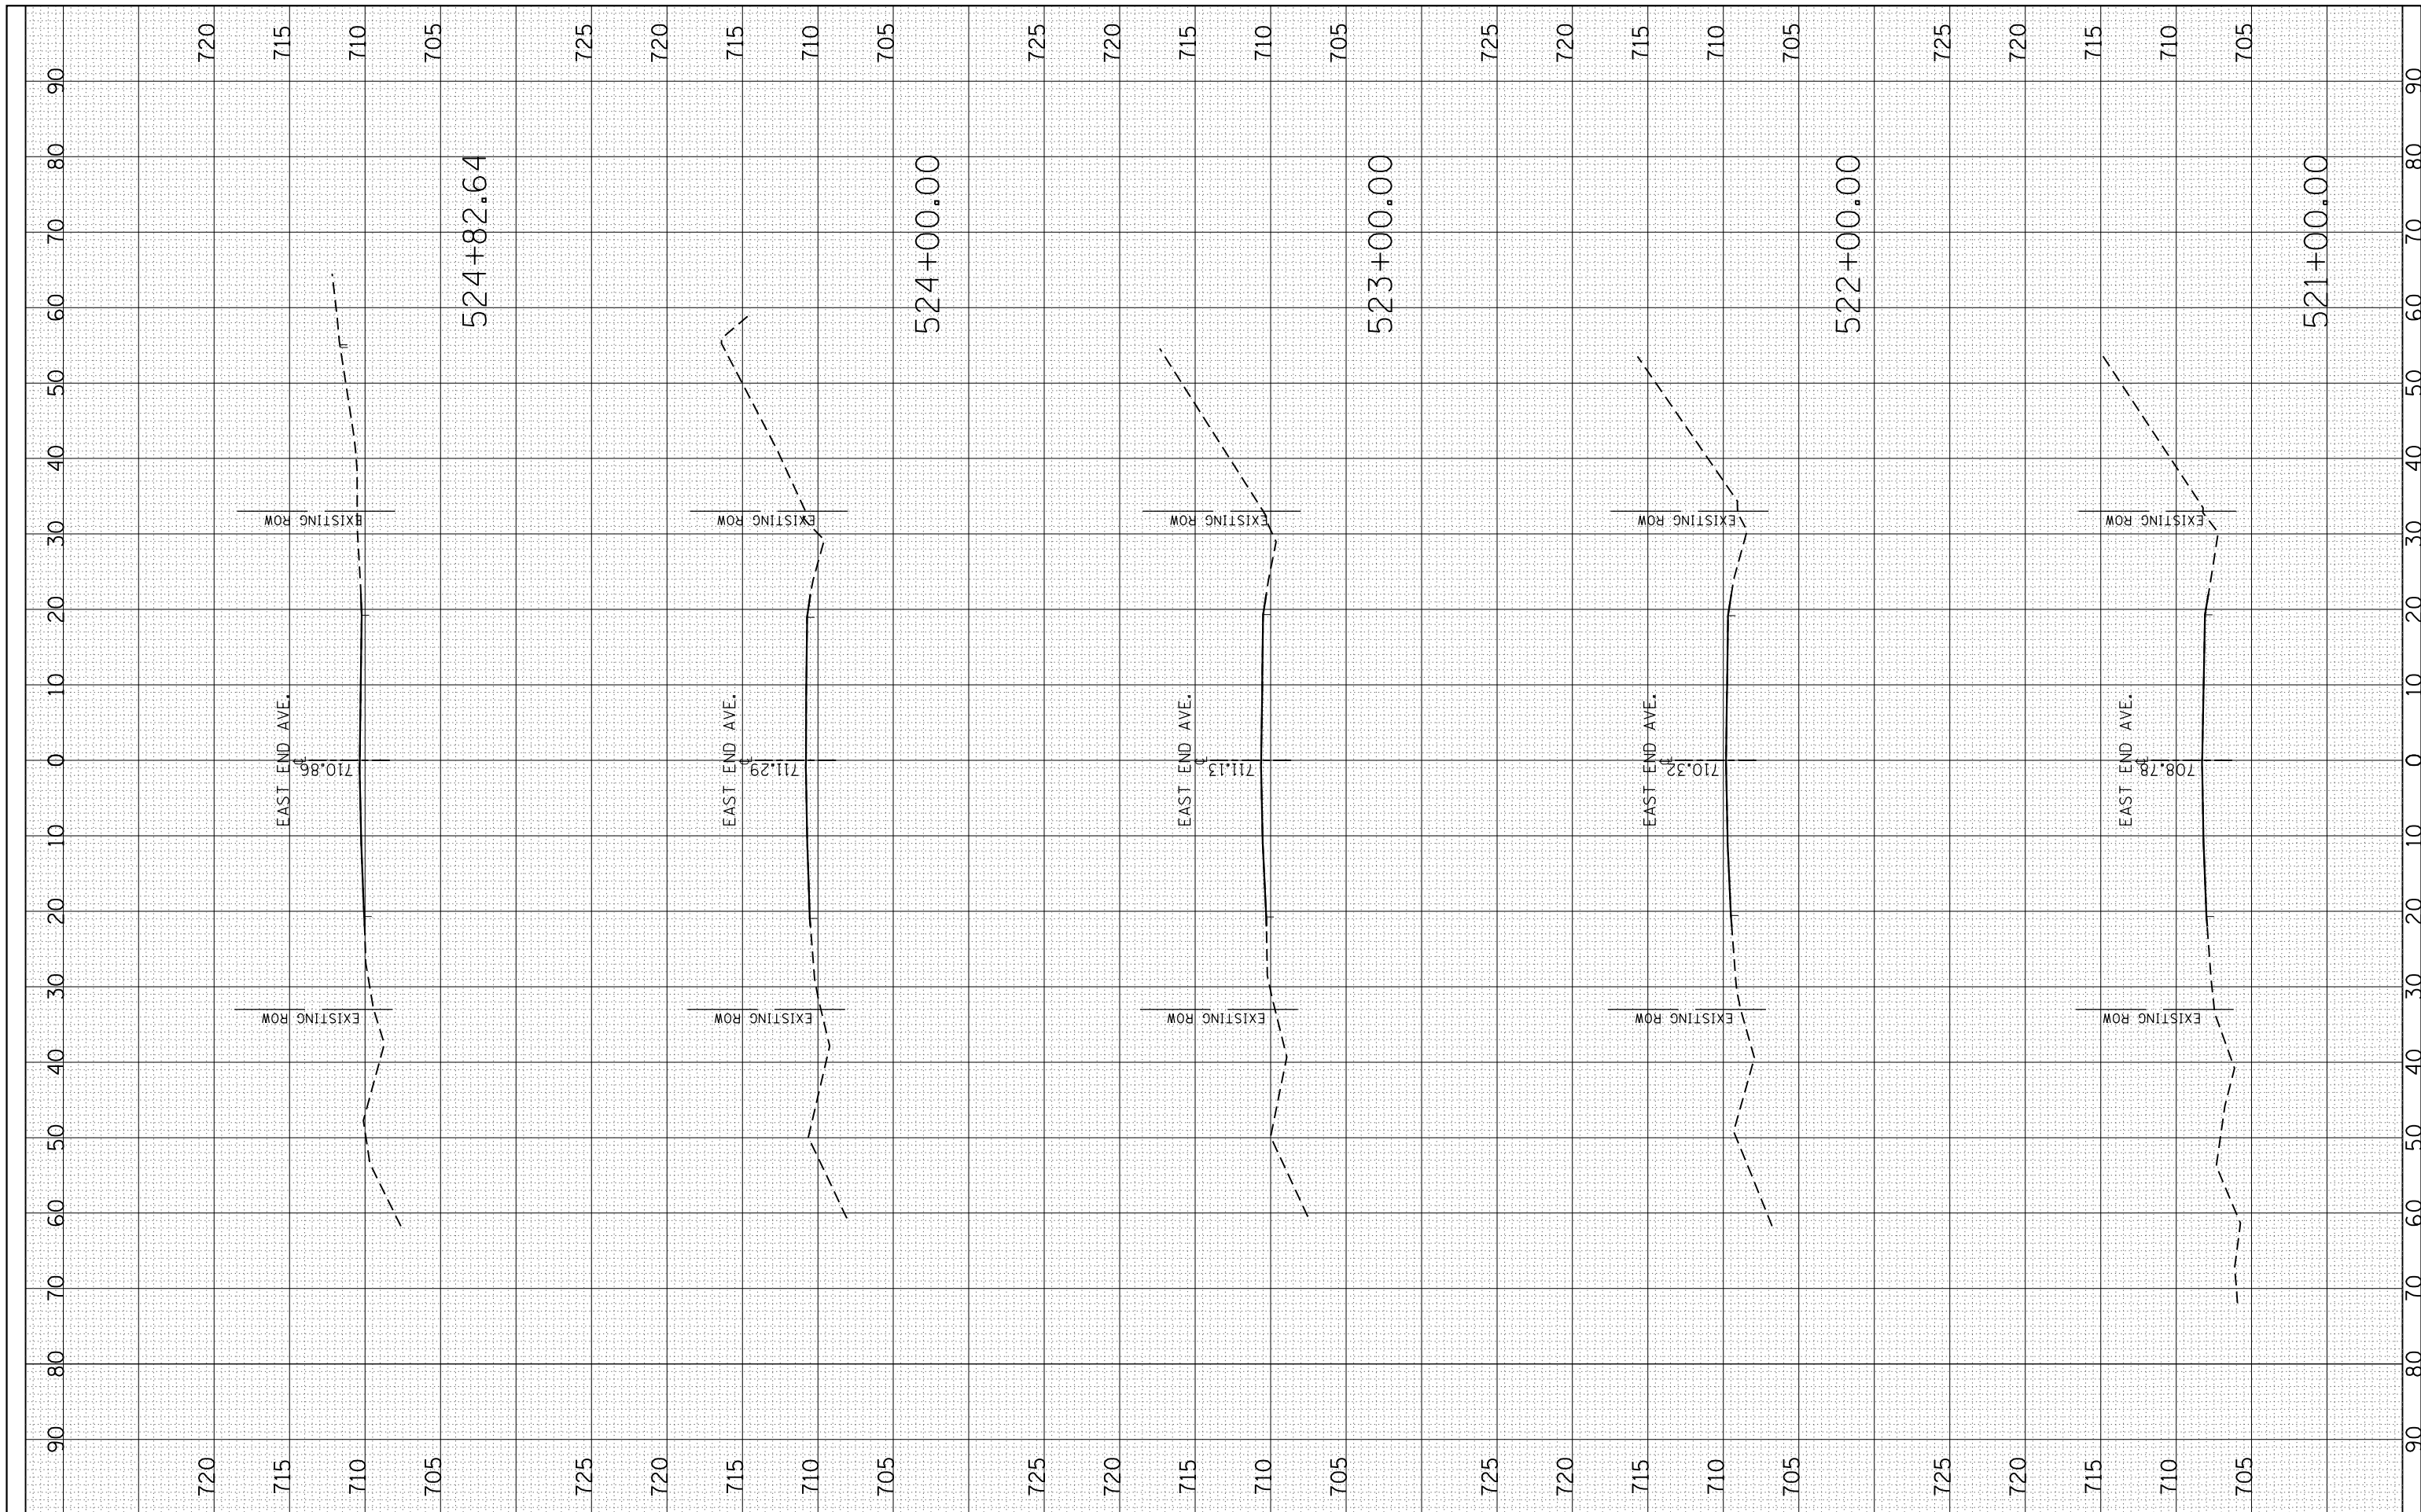 90 80 70 60 50 40 30 20 10 0 10 20 30 40 50 60 70 80 90
720 715 710 705
524+82.64
EAST END AVE.
℄
710.86
EXISTING ROW
EXISTING ROW
720 715 710 705
725 720 715 710 705
524+00.00
EAST END AVE.
℄
711.29
EXISTING ROW
EXISTING ROW
725 720 715 710 705
725 720 715 710 705
523+00.00
EAST END AVE.
℄
711.13
EXISTING ROW
EXISTING ROW
725 720 715 710 705
725 720 715 710 705
522+00.00
EAST END AVE.
℄
710.32
EXISTING ROW
EXISTING ROW
725 720 715 710 705
725 720 715 710 705
521+00.00
EAST END AVE.
℄
708.78
EXISTING ROW
EXISTING ROW
725 720 715 710 705
90 80 70 60 50 40 30 20 10 0 10 20 30 40 50 60 70 80 90